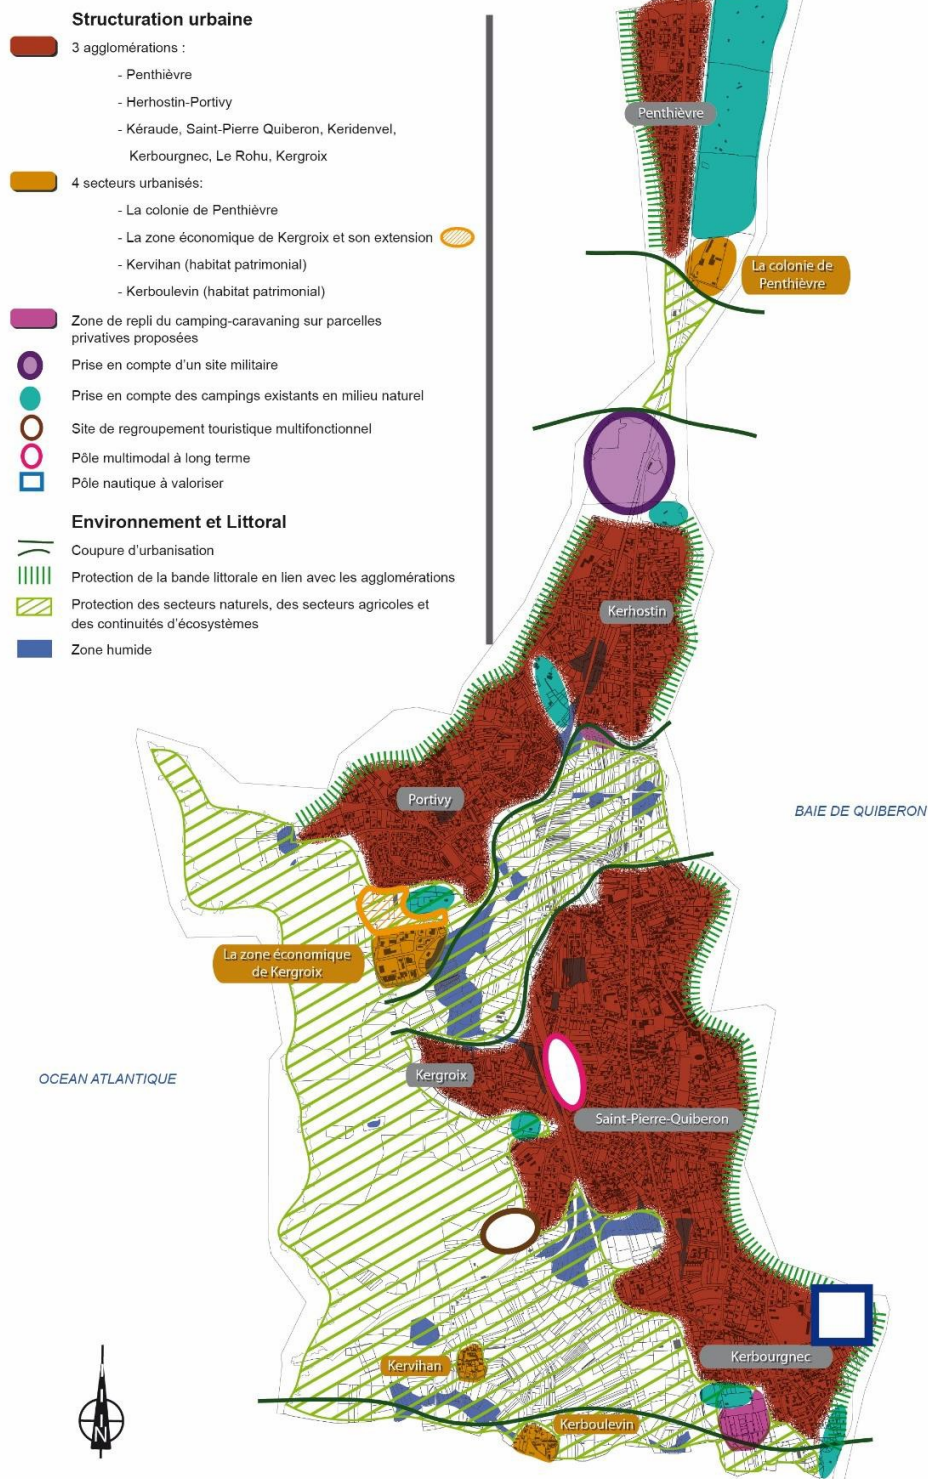 Structuration urbaine
3 agglomérations :
- Penthièvre
- Herhostin-Portivy
- Kéraude, Saint-Pierre Quiberon, Keridenvel,
Kerbourgnec, Le Rohu, Kergroix
4 secteurs urbanisés:
- La colonie de Penthièvre
- La zone économique de Kergroix et son extension
- Kervihan (habitat patrimonial)
- Kerboulevin (habitat patrimonial)
Zone de repli du camping-caravaning sur parcelles
privatives proposées
Prise en compte d'un site militaire
Prise en compte des campings existants en milieu naturel
Site de regroupement touristique multifonctionnel
Pôle multimodal à long terme
Pôle nautique à valoriser
Environnement et Littoral
Coupure d'urbanisation
Protection de la bande littorale en lien avec les agglomérations
Protection des secteurs naturels, des secteurs agricoles et
des continuités d'écosystèmes
Zone humide
Penthièvre
La colonie de
Penthièvre
Kerhostin
Portivy
BAIE DE QUIBERON
La zone économique
de Kergroix
Kergroix
OCEAN ATLANTIQUE
Saint-Pierre-Quiberon
Kerbourgnec
Kervihan
Kerboulevin
N